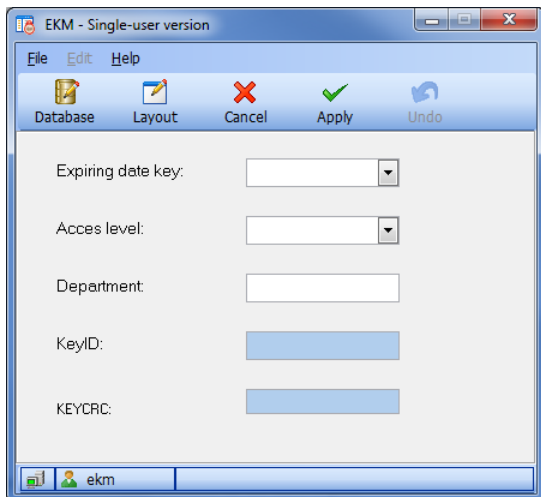 EKM - Single-user version
File Edit Help
Database Layout Cancel Apply Undo
Expiring date key:
Acces level:
Department:
KeyID:
KEYCRC:
ekm